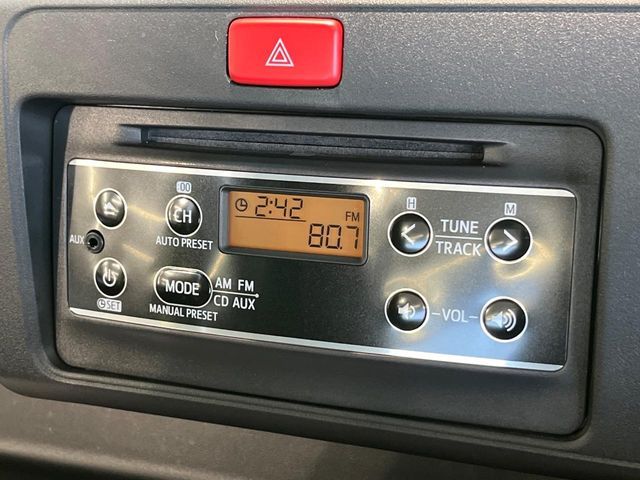 :00
H
M
2:42
FM
CH
80.7
TUNE
AUTO PRESET
TRACK
AUX
MODE
AM FM
CD AUX
SET
MANUAL PRESET
-VOL-